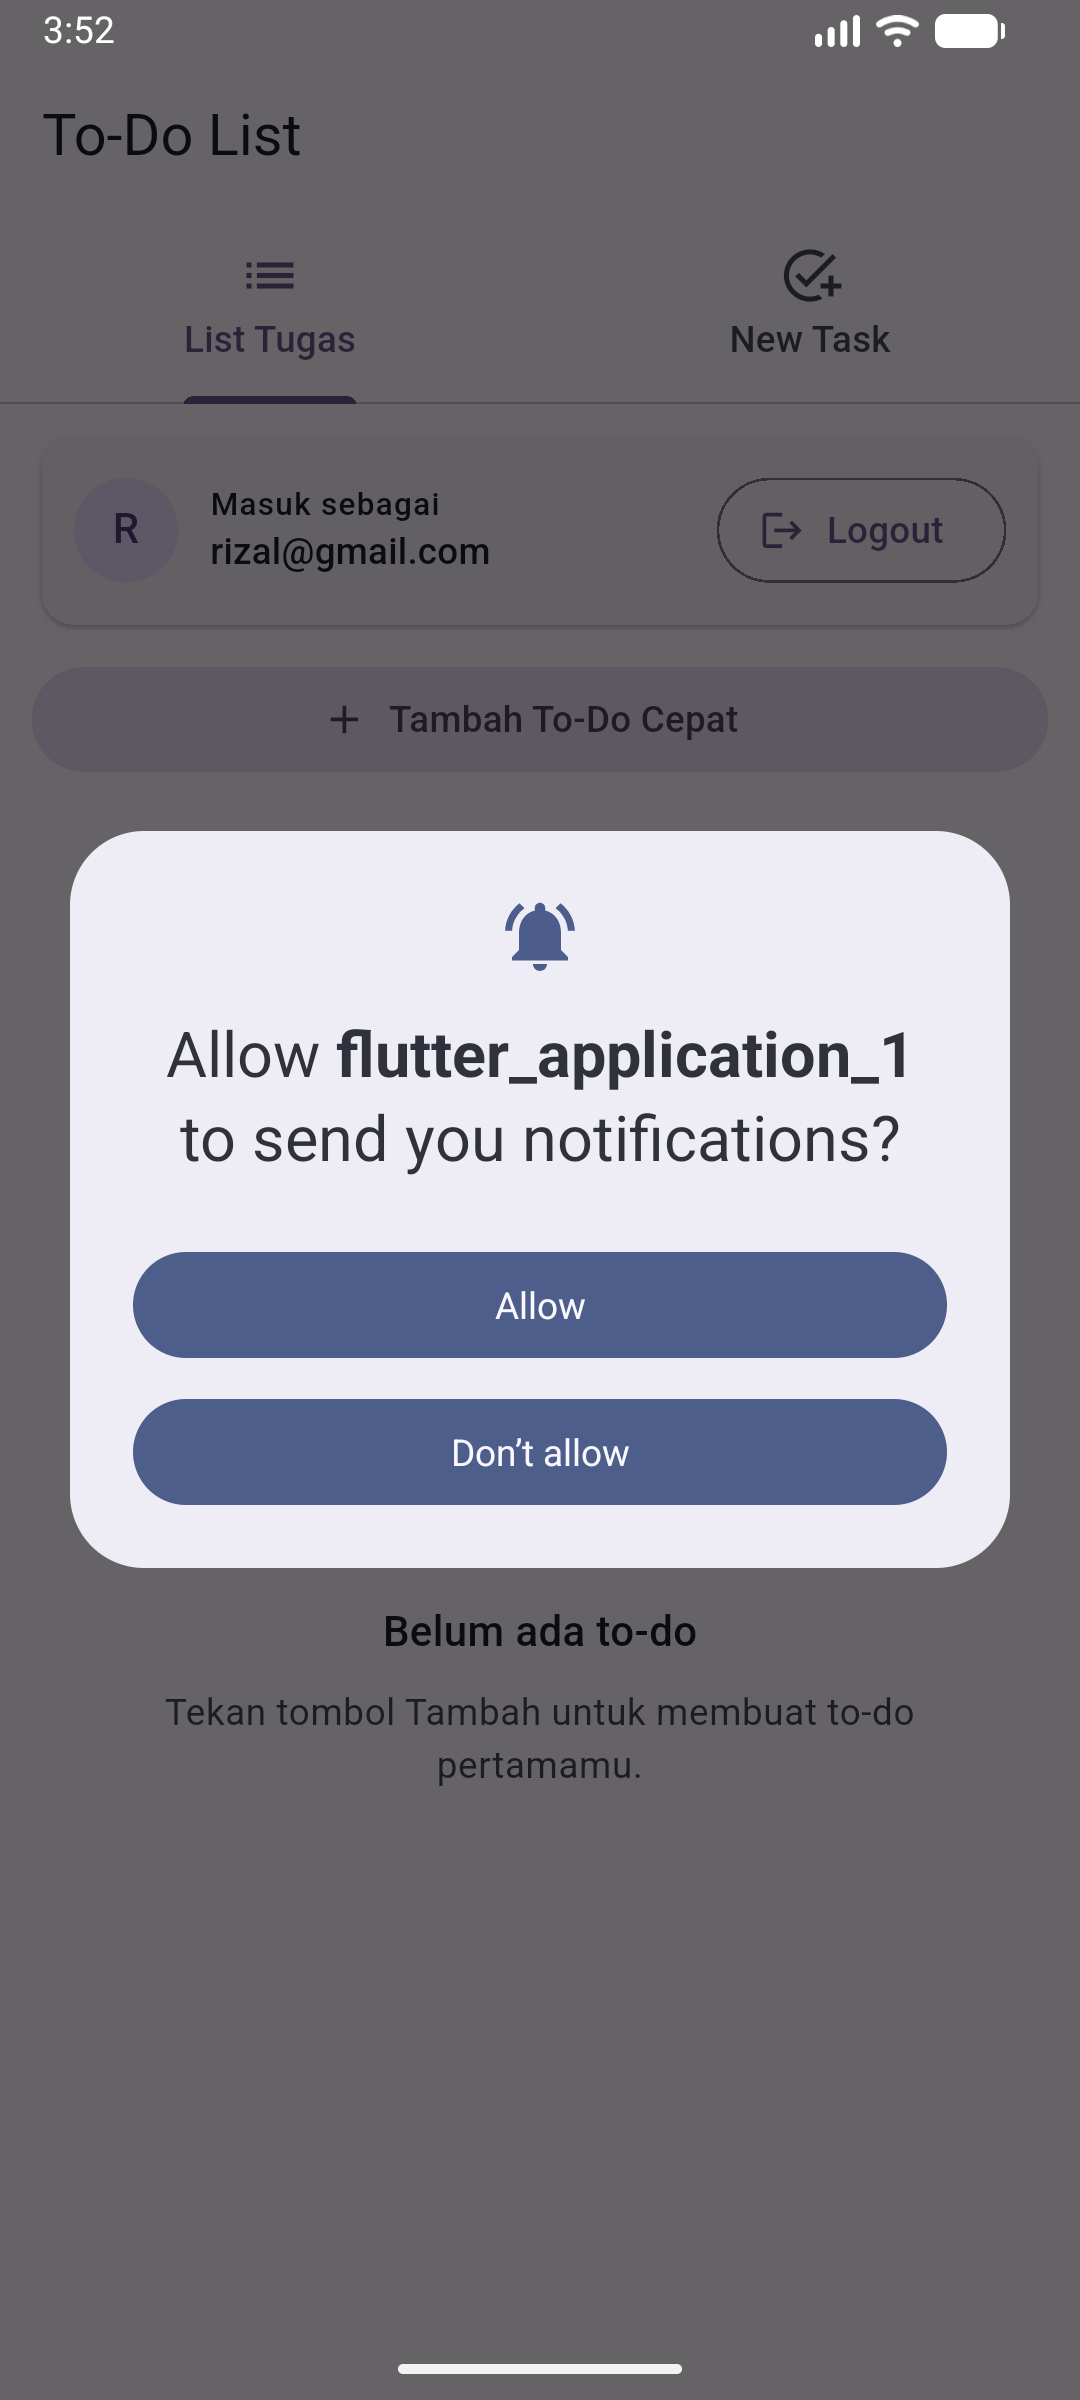 3:52
To-Do List
List Tugas
New Task
R
Masuk sebagai
rizal@gmail.com
Logout
Tambah To-Do Cepat
Allow flutter_application_1
to send you notifications?
Allow
Don’t allow
Belum ada to-do
Tekan tombol Tambah untuk membuat to-do
pertamamu.